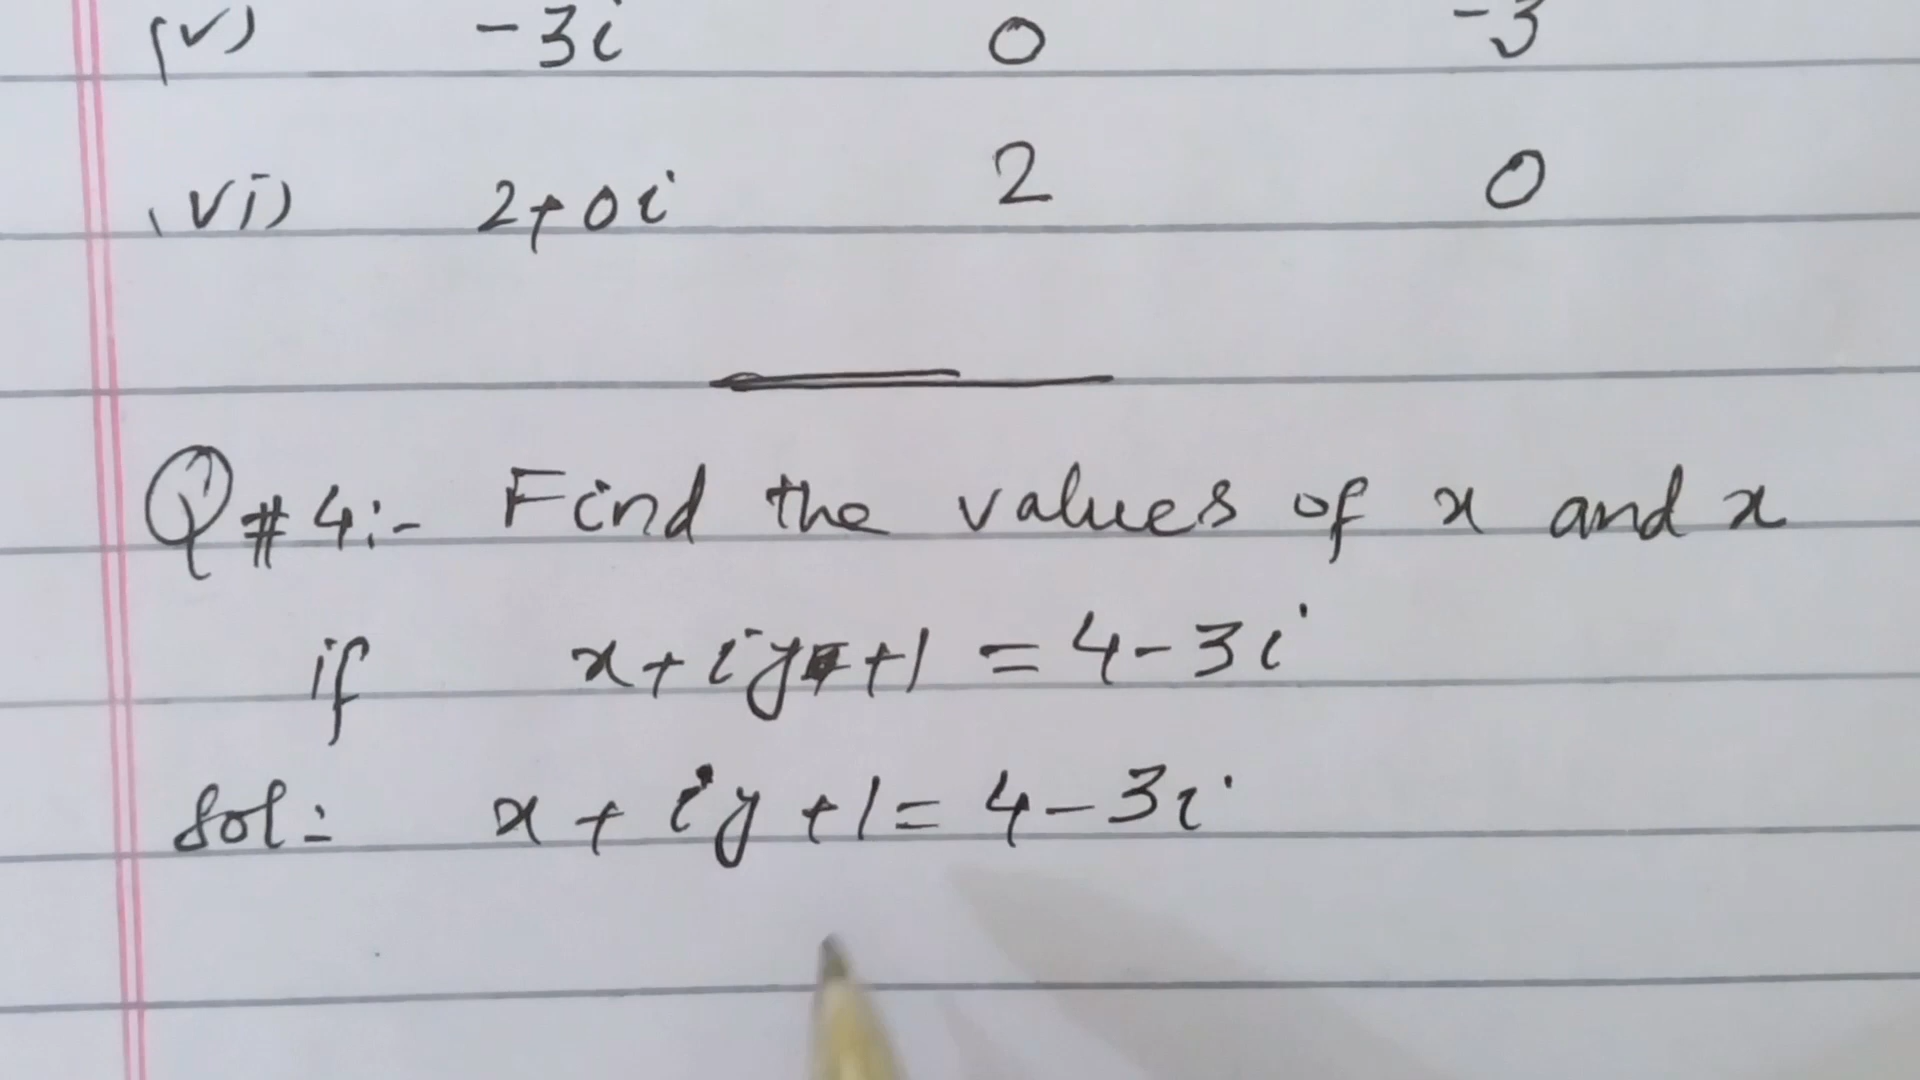 (v) -3i 0 -3
(vi) 2+0i 2 0
Q#4:- Find the values of x and x
if x+iy+1 = 4-3i
Sol: x + iy +1 = 4-3i